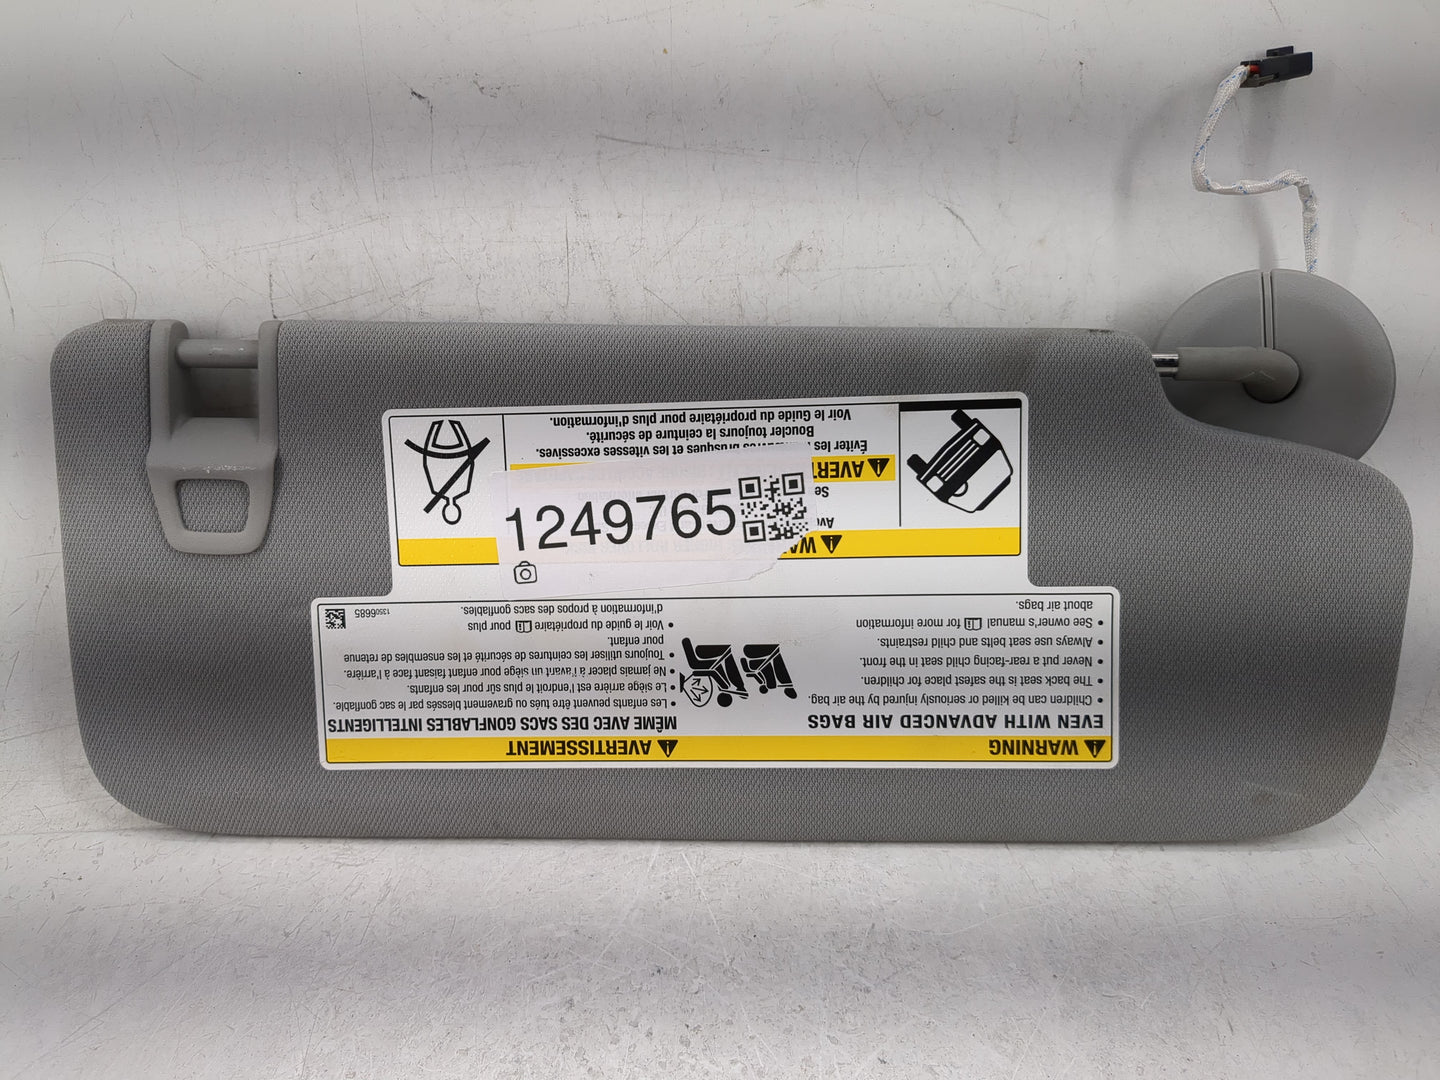 1249765
WARNING
EVEN WITH ADVANCED AIR BAGS
• Children can be killed or seriously injured by the air bag.
• The back seat is the safest place for children.
• Never put a rear-facing child seat in the front.
• Always use seat belts and child restraints.
• See owner's manual for more information
about air bags.
AVERTISSEMENT
MÊME AVEC DES SACS GONFLABLES INTELLIGENTS
• Les enfants peuvent être tués ou gravement blessés par le sac gonflable.
• Le siège arrière est l'endroit le plus sûr pour les enfants.
• Ne jamais placer à l'avant un siège pour enfant faisant face à l'arrière.
• Toujours utiliser les ceintures de sécurité et les ensembles de retenue
pour enfant.
• Voir le guide du propriétaire pour plus
d'information à propos des sacs gonflables.
13506685
WA
Avo
See
AVERT
Éviter les brusques et les vitesses excessives.
Boucler toujours la ceinture de sécurité.
Voir le Guide du propriétaire pour plus d'information.